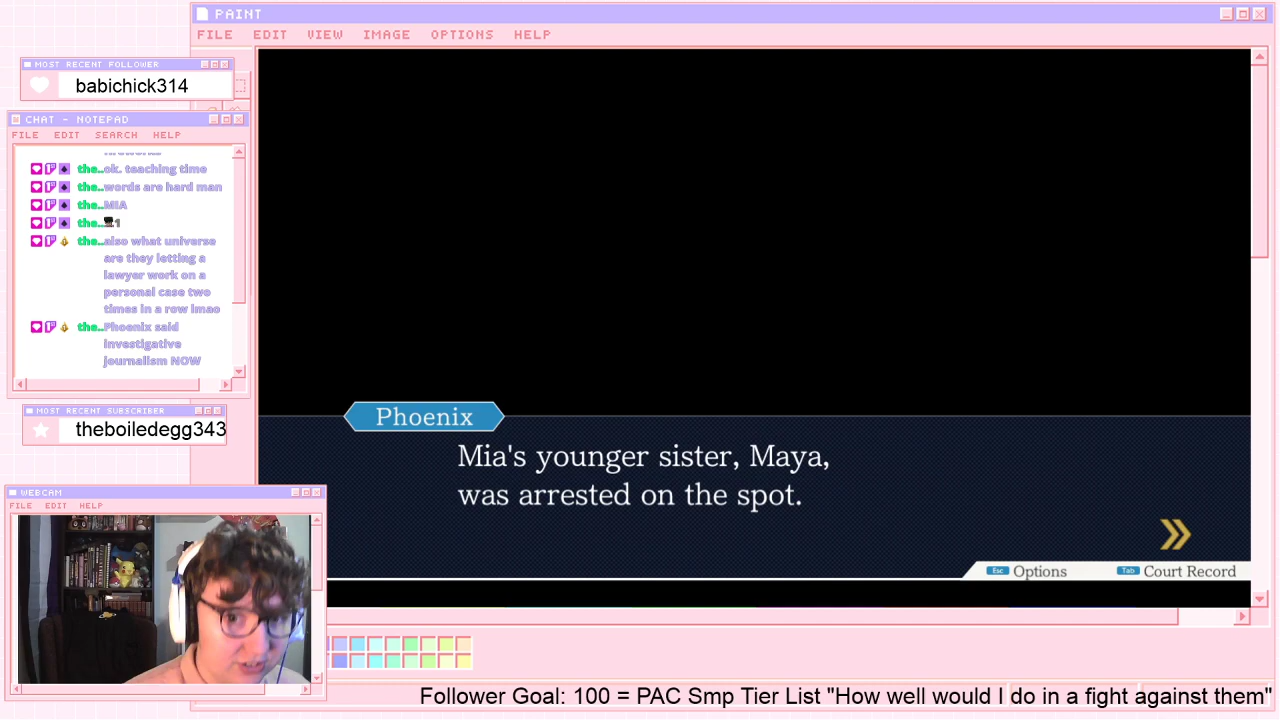 PAINT
FILE EDIT VIEW IMAGE OPTIONS HELP
MOST RECENT FOLLOWER
babichick314
CHAT - NOTEPAD
FILE EDIT SEARCH HELP
the..ok. teaching time
the..words are hard man
the..MIA
the.. 1
the..also what universe
are they letting a
lawyer work on a
personal case two
times in a row lmao
the..Phoenix said
investigative
journalism NOW
MOST RECENT SUBSCRIBER
theboiledegg343
WEBCAM
FILE EDIT HELP
Phoenix
Mia's younger sister, Maya,
was arrested on the spot.
Esc Options Tab Court Record
Follower Goal: 100 = PAC Smp Tier List "How well would I do in a fight against them"